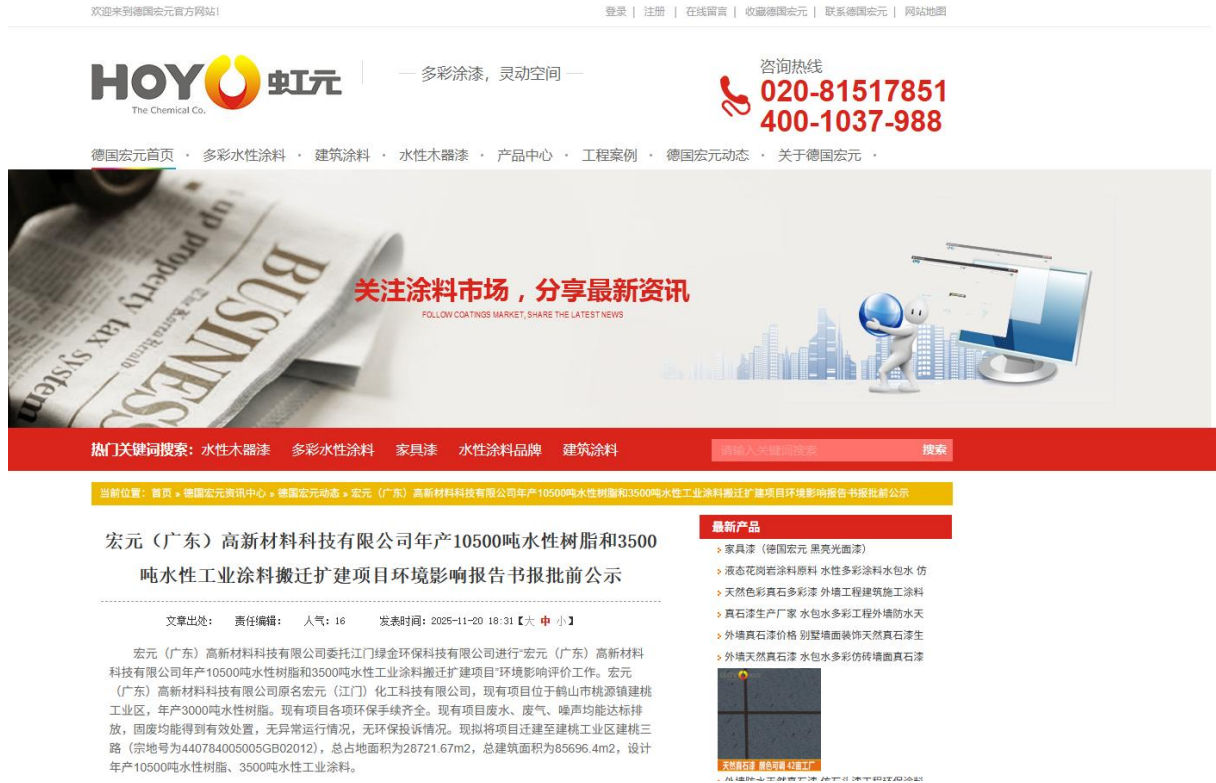 欢迎来到德国宏元官方网站!
登录 | 注册 | 在线留言 | 收藏德国宏元 | 联系德国宏元 | 网站地图
HOYO 虹元
The Chemical Co.
— 多彩涂漆，灵动空间 —
咨询热线
020-81517851
400-1037-988
德国宏元首页 · 多彩水性涂料 · 建筑涂料 · 水性木器漆 · 产品中心 · 工程案例 · 德国宏元动态 · 关于德国宏元 ·
up property
tax system
BUSINESS
关注涂料市场，分享最新资讯
FOLLOW COATINGS MARKET, SHARE THE LATEST NEWS
热门关键词搜索：水性木器漆 多彩水性涂料 家具漆 水性涂料品牌 建筑涂料
请输入关键词搜索 搜索
当前位置：首页 » 德国宏元资讯中心 » 德国宏元动态 » 宏元（广东）高新材料科技有限公司年产10500吨水性树脂和3500吨水性工业涂料搬迁扩建项目环境影响报告书报批前公示
宏元（广东）高新材料科技有限公司年产10500吨水性树脂和3500
吨水性工业涂料搬迁扩建项目环境影响报告书报批前公示
文章出处： 责任编辑： 人气：16 发表时间：2025-11-20 18:31【大 中 小】
宏元（广东）高新材料科技有限公司委托江门绿金环保科技有限公司进行“宏元（广东）高新材料
科技有限公司年产10500吨水性树脂和3500吨水性工业涂料搬迁扩建项目”环境影响评价工作。宏元
（广东）高新材料科技有限公司原名宏元（江门）化工科技有限公司，现有项目位于鹤山市桃源镇建桃
工业区，年产3000吨水性树脂。现有项目各项环保手续齐全。现有项目废水、废气、噪声均能达标排
放，固废均能得到有效处置，无异常运行情况，无环保投诉情况。现拟将项目迁建至建桃工业区建桃三
路（宗地号为440784005005GB02012），总占地面积为28721.67m2，总建筑面积为85696.4m2，设计
年产10500吨水性树脂、3500吨水性工业涂料。
最新产品
家具漆（德国宏元 黑亮光面漆）
液态花岗岩涂料原料 水性多彩涂料水包水 仿
天然色彩真石多彩漆 外墙工程建筑施工涂料
真石漆生产厂家 水包水多彩工程外墙防水天
外墙真石漆价格 别墅墙面装饰天然真石漆生
外墙天然真石漆 水包水多彩仿砖墙面真石漆
天然真石漆 颜色可调 42亩工厂
外墙防水天然真石漆 仿石头漆工程环保涂料